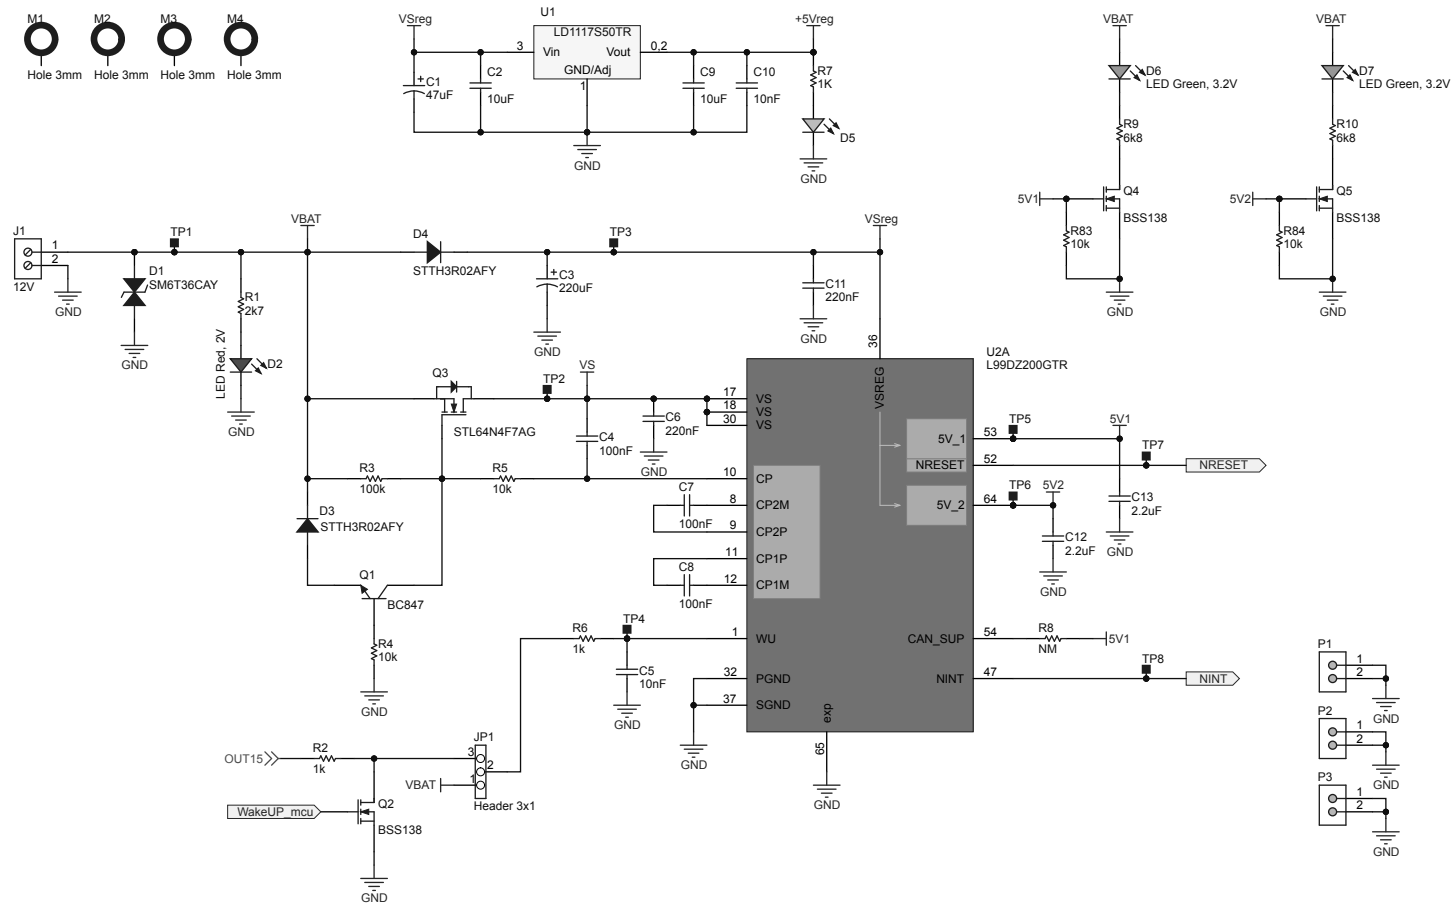 M1
Hole 3mm
M2
Hole 3mm
M3
Hole 3mm
M4
Hole 3mm
VSreg
C1
47uF
C2
10uF
U1
LD1117S50TR
3
Vin
Vout
0,2
GND/Adj
1
GND
C9
10uF
C10
10nF
+5Vreg
R7
1K
D5
GND
VBAT
D6
LED Green, 3.2V
R9
6k8
5V1
Q4
BSS138
R83
10k
GND
VBAT
D7
LED Green, 3.2V
R10
6k8
5V2
Q5
BSS138
R84
10k
GND
J1
1
2
12V
GND
TP1
D1
SM6T36CAY
GND
R1
2k7
LED Red, 2V
D2
GND
VBAT
D4
STTH3R02AFY
C3
220uF
GND
TP3
C11
220nF
GND
VSreg
36
Q3
STL64N4F7AG
TP2
VS
C4
100nF
C6
220nF
GND
R3
100k
R5
10k
D3
STTH3R02AFY
Q1
BC847
R4
10k
GND
C7
100nF
C8
100nF
U2A
L99DZ200GTR
VSREG
17
VS
18
VS
30
VS
10
CP
8
CP2M
9
CP2P
11
CP1P
12
CP1M
1
WU
32
PGND
37
SGND
exp
65
GND
5V_1
53
NRESET
52
5V_2
64
CAN_SUP
54
NINT
47
TP5
5V1
TP7
NRESET
TP6
5V2
C13
2.2uF
GND
C12
2.2uF
GND
R8
NM
5V1
TP8
NINT
R6
1k
TP4
C5
10nF
GND
GND
OUT15
R2
1k
JP1
3
2
1
VBAT
Header 3x1
WakeUP_mcu
Q2
BSS138
GND
P1
1
2
GND
P2
1
2
GND
P3
1
2
GND